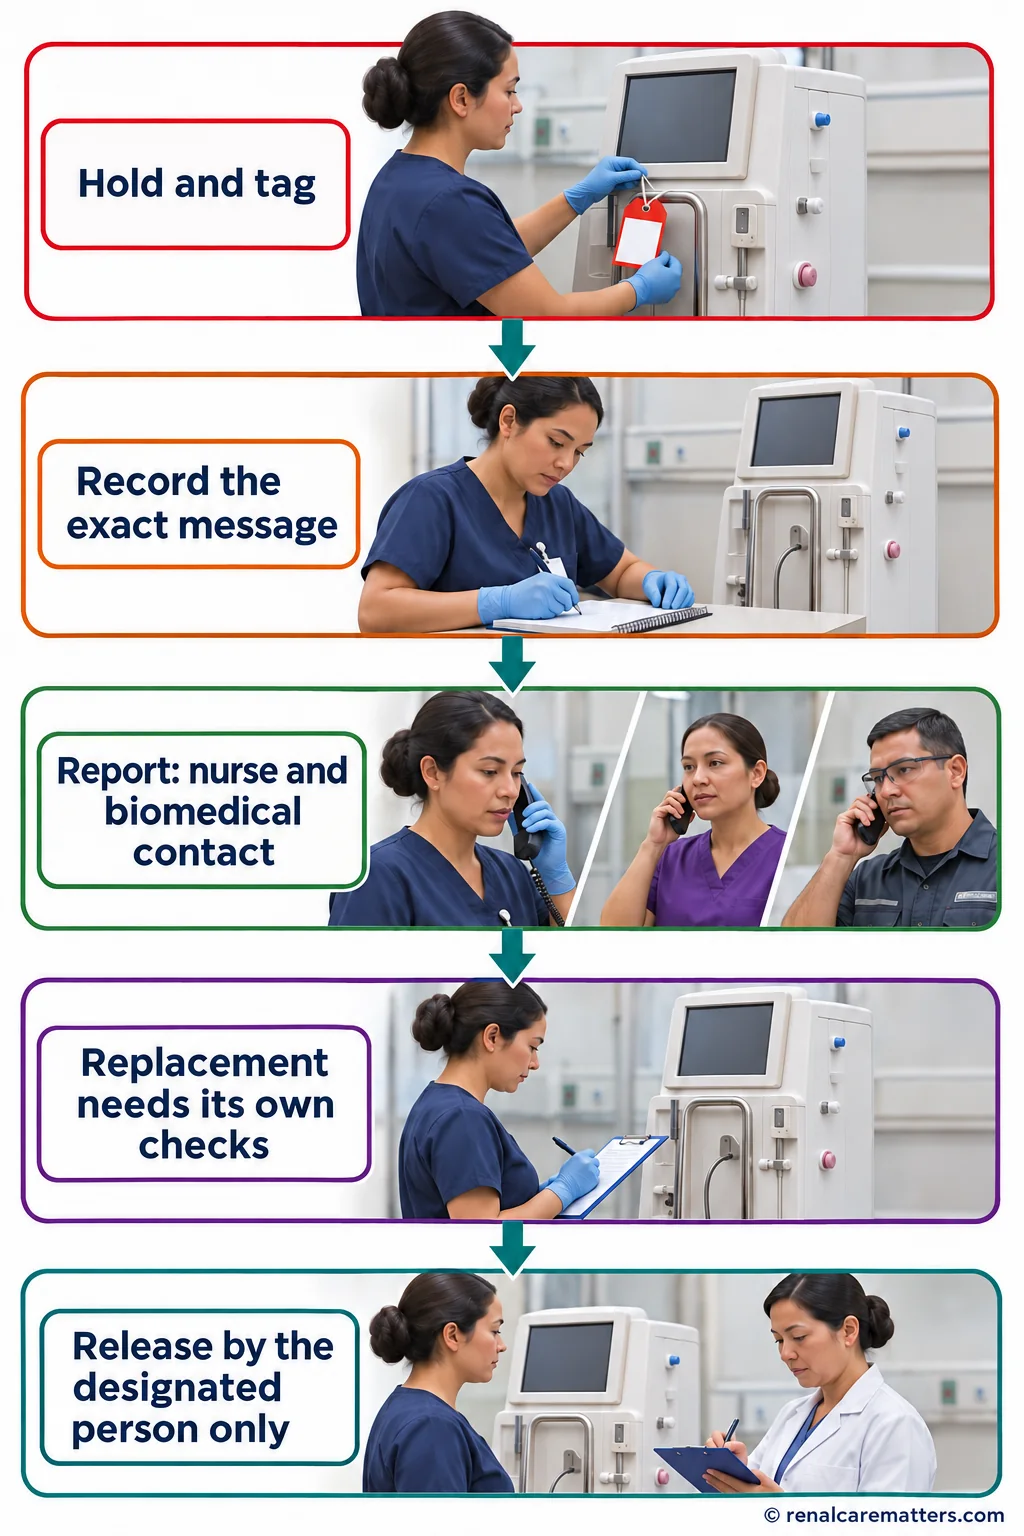 Hold and tag
Record the
exact message
Report: nurse and
biomedical
contact
Replacement
needs its own
checks
Release by the
designated
person only
© renalcarematters.com